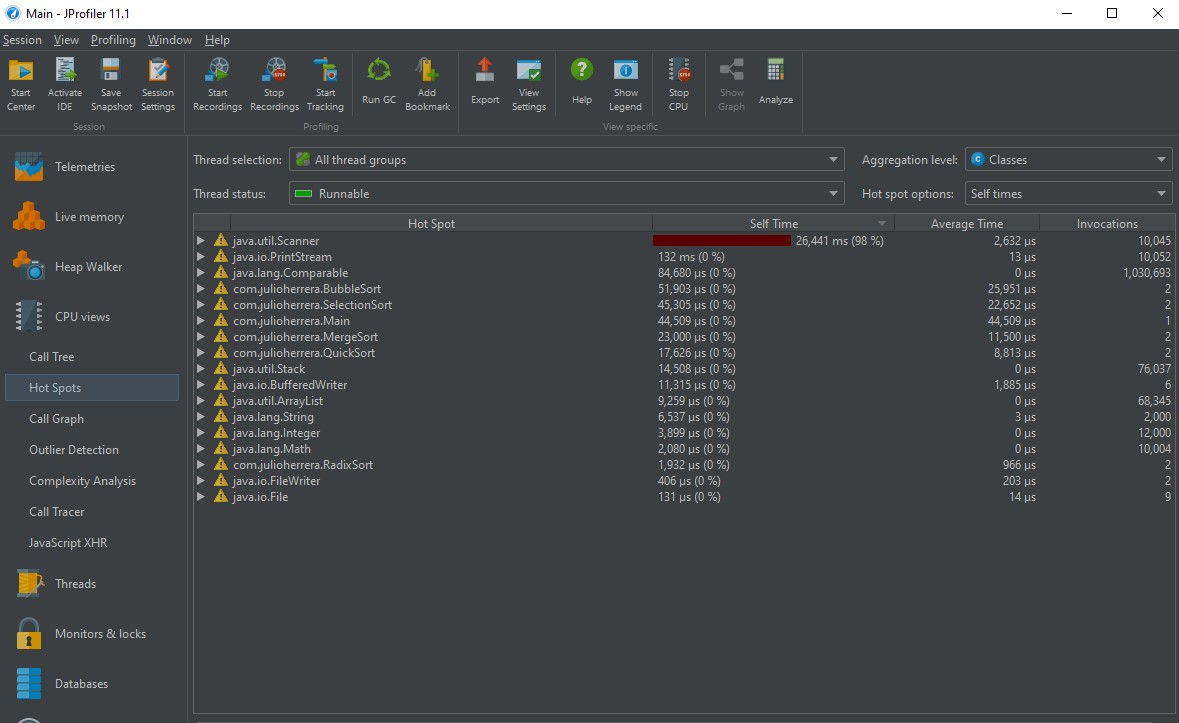 Main - JProfiler 11.1
Session View Profiling Window Help
Start Center
Activate IDE
Save Snapshot
Session Settings
Start Recordings
Stop Recordings
Start Tracking
Run GC
Add Bookmark
Export
View Settings
Help
Show Legend
Stop CPU
Show Graph
Analyze
Session
Profiling
View specific
Telemetries
Live memory
Heap Walker
CPU views
Call Tree
Hot Spots
Call Graph
Outlier Detection
Complexity Analysis
Call Tracer
JavaScript XHR
Threads
Monitors & locks
Databases
Thread selection: All thread groups
Aggregation level: Classes
Thread status: Runnable
Hot spot options: Self times
Hot Spot Self Time Average Time Invocations
java.util.Scanner 26,441 ms (98 %) 2,632 µs 10,045
java.io.PrintStream 132 ms (0 %) 13 µs 10,052
java.lang.Comparable 84,680 µs (0 %) 0 µs 1,030,693
com.julioherrera.BubbleSort 51,903 µs (0 %) 25,951 µs 2
com.julioherrera.SelectionSort 45,305 µs (0 %) 22,652 µs 2
com.julioherrera.Main 44,509 µs (0 %) 44,509 µs 1
com.julioherrera.MergeSort 23,000 µs (0 %) 11,500 µs 2
com.julioherrera.QuickSort 17,626 µs (0 %) 8,813 µs 2
java.util.Stack 14,508 µs (0 %) 0 µs 76,037
java.io.BufferedWriter 11,315 µs (0 %) 1,885 µs 6
java.util.ArrayList 9,259 µs (0 %) 0 µs 68,345
java.lang.String 6,537 µs (0 %) 3 µs 2,000
java.lang.Integer 3,899 µs (0 %) 0 µs 12,000
java.lang.Math 2,080 µs (0 %) 0 µs 10,004
com.julioherrera.RadixSort 1,932 µs (0 %) 966 µs 2
java.io.FileWriter 406 µs (0 %) 203 µs 2
java.io.File 131 µs (0 %) 14 µs 9